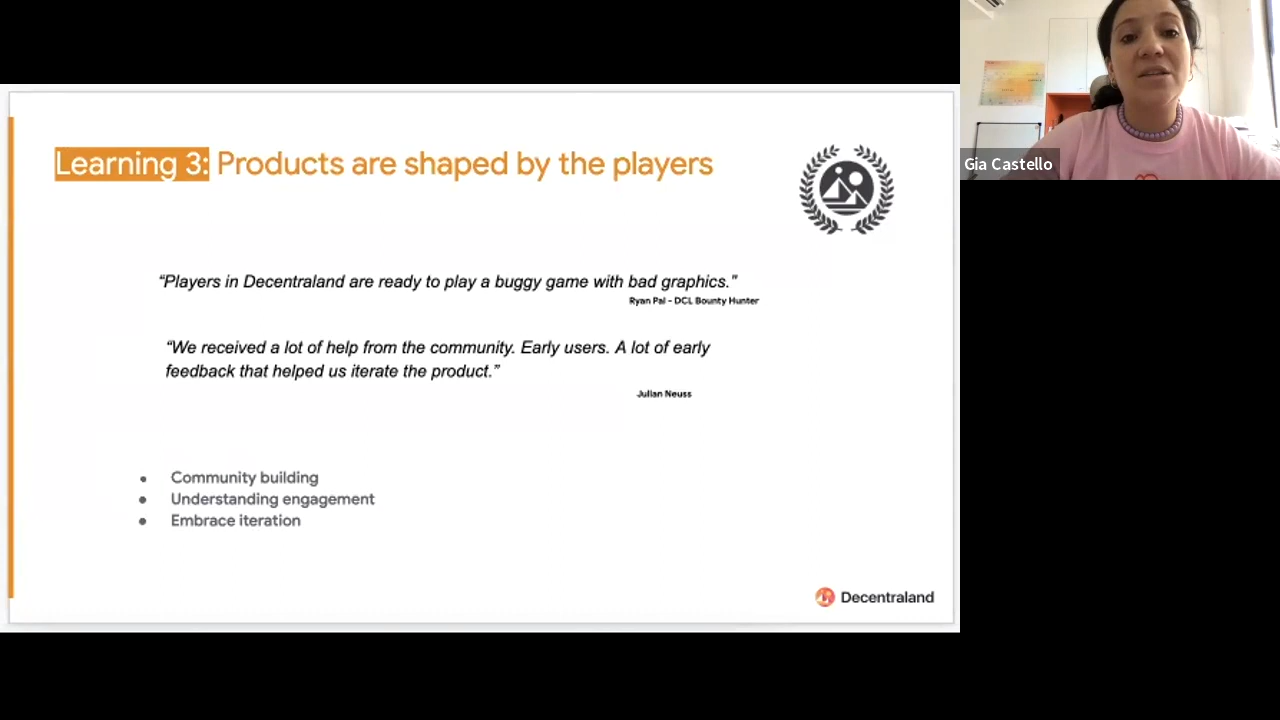 Learning 3: Products are shaped by the players
“Players in Decentraland are ready to play a buggy game with bad graphics.”
Ryan Pal - DCL Bounty Hunter
“We received a lot of help from the community. Early users. A lot of early
feedback that helped us iterate the product.”
Julian Neuss
• Community building
• Understanding engagement
• Embrace iteration
Decentraland
Gia Castello